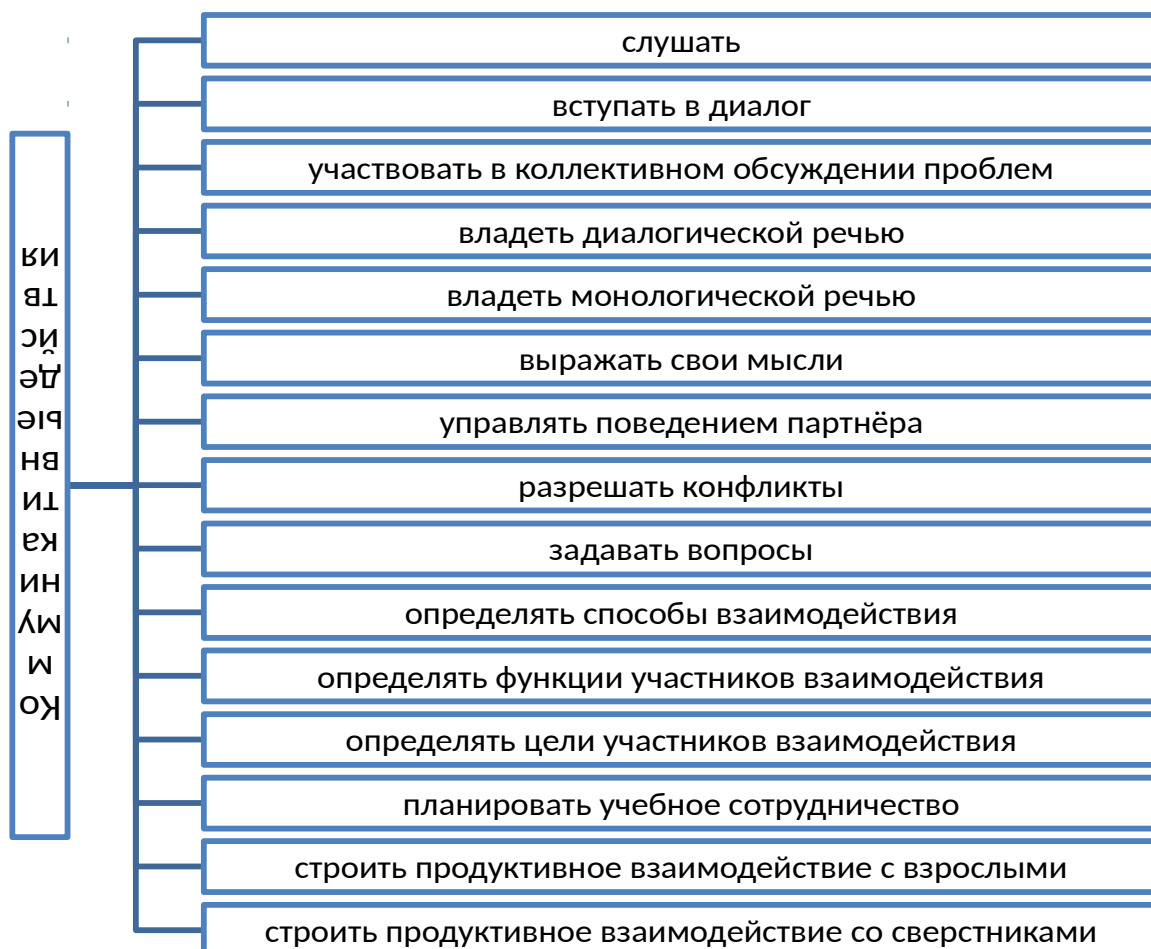 Ко
м
му
ни
ка
ти
вн
ые
де
йс
тв
ия
слушать
вступать в диалог
участвовать в коллективном обсуждении проблем
владеть диалогической речью
владеть монологической речью
выражать свои мысли
управлять поведением партнёра
разрешать конфликты
задавать вопросы
определять способы взаимодействия
определять функции участников взаимодействия
определять цели участников взаимодействия
планировать учебное сотрудничество
строить продуктивное взаимодействие с взрослыми
строить продуктивное взаимодействие со сверстниками